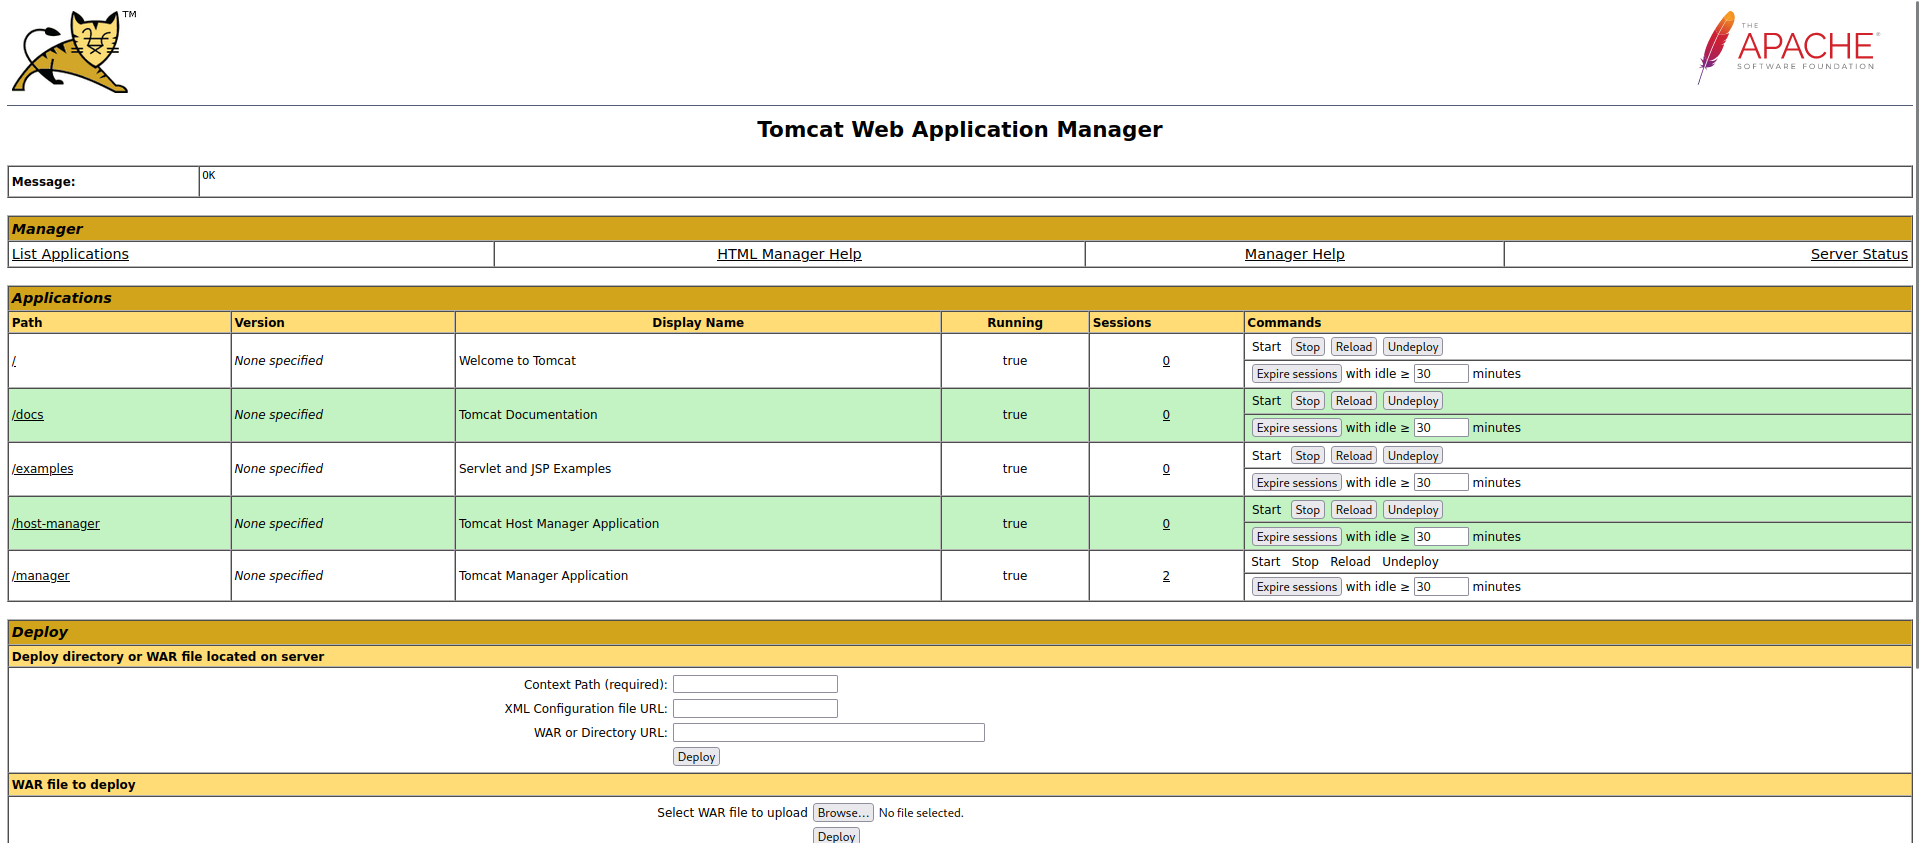 TM
THE
APACHE®
SOFTWARE FOUNDATION
Tomcat Web Application Manager
Message: OK
Manager
List Applications HTML Manager Help Manager Help Server Status
Applications
Path Version Display Name Running Sessions Commands
/ None specified Welcome to Tomcat true 0 Start Stop Reload Undeploy
Expire sessions with idle ≥ 30 minutes
/docs None specified Tomcat Documentation true 0 Start Stop Reload Undeploy
Expire sessions with idle ≥ 30 minutes
/examples None specified Servlet and JSP Examples true 0 Start Stop Reload Undeploy
Expire sessions with idle ≥ 30 minutes
/host-manager None specified Tomcat Host Manager Application true 0 Start Stop Reload Undeploy
Expire sessions with idle ≥ 30 minutes
/manager None specified Tomcat Manager Application true 2 Start Stop Reload Undeploy
Expire sessions with idle ≥ 30 minutes
Deploy
Deploy directory or WAR file located on server
Context Path (required):
XML Configuration file URL:
WAR or Directory URL:
Deploy
WAR file to deploy
Select WAR file to upload Browse... No file selected.
Deploy